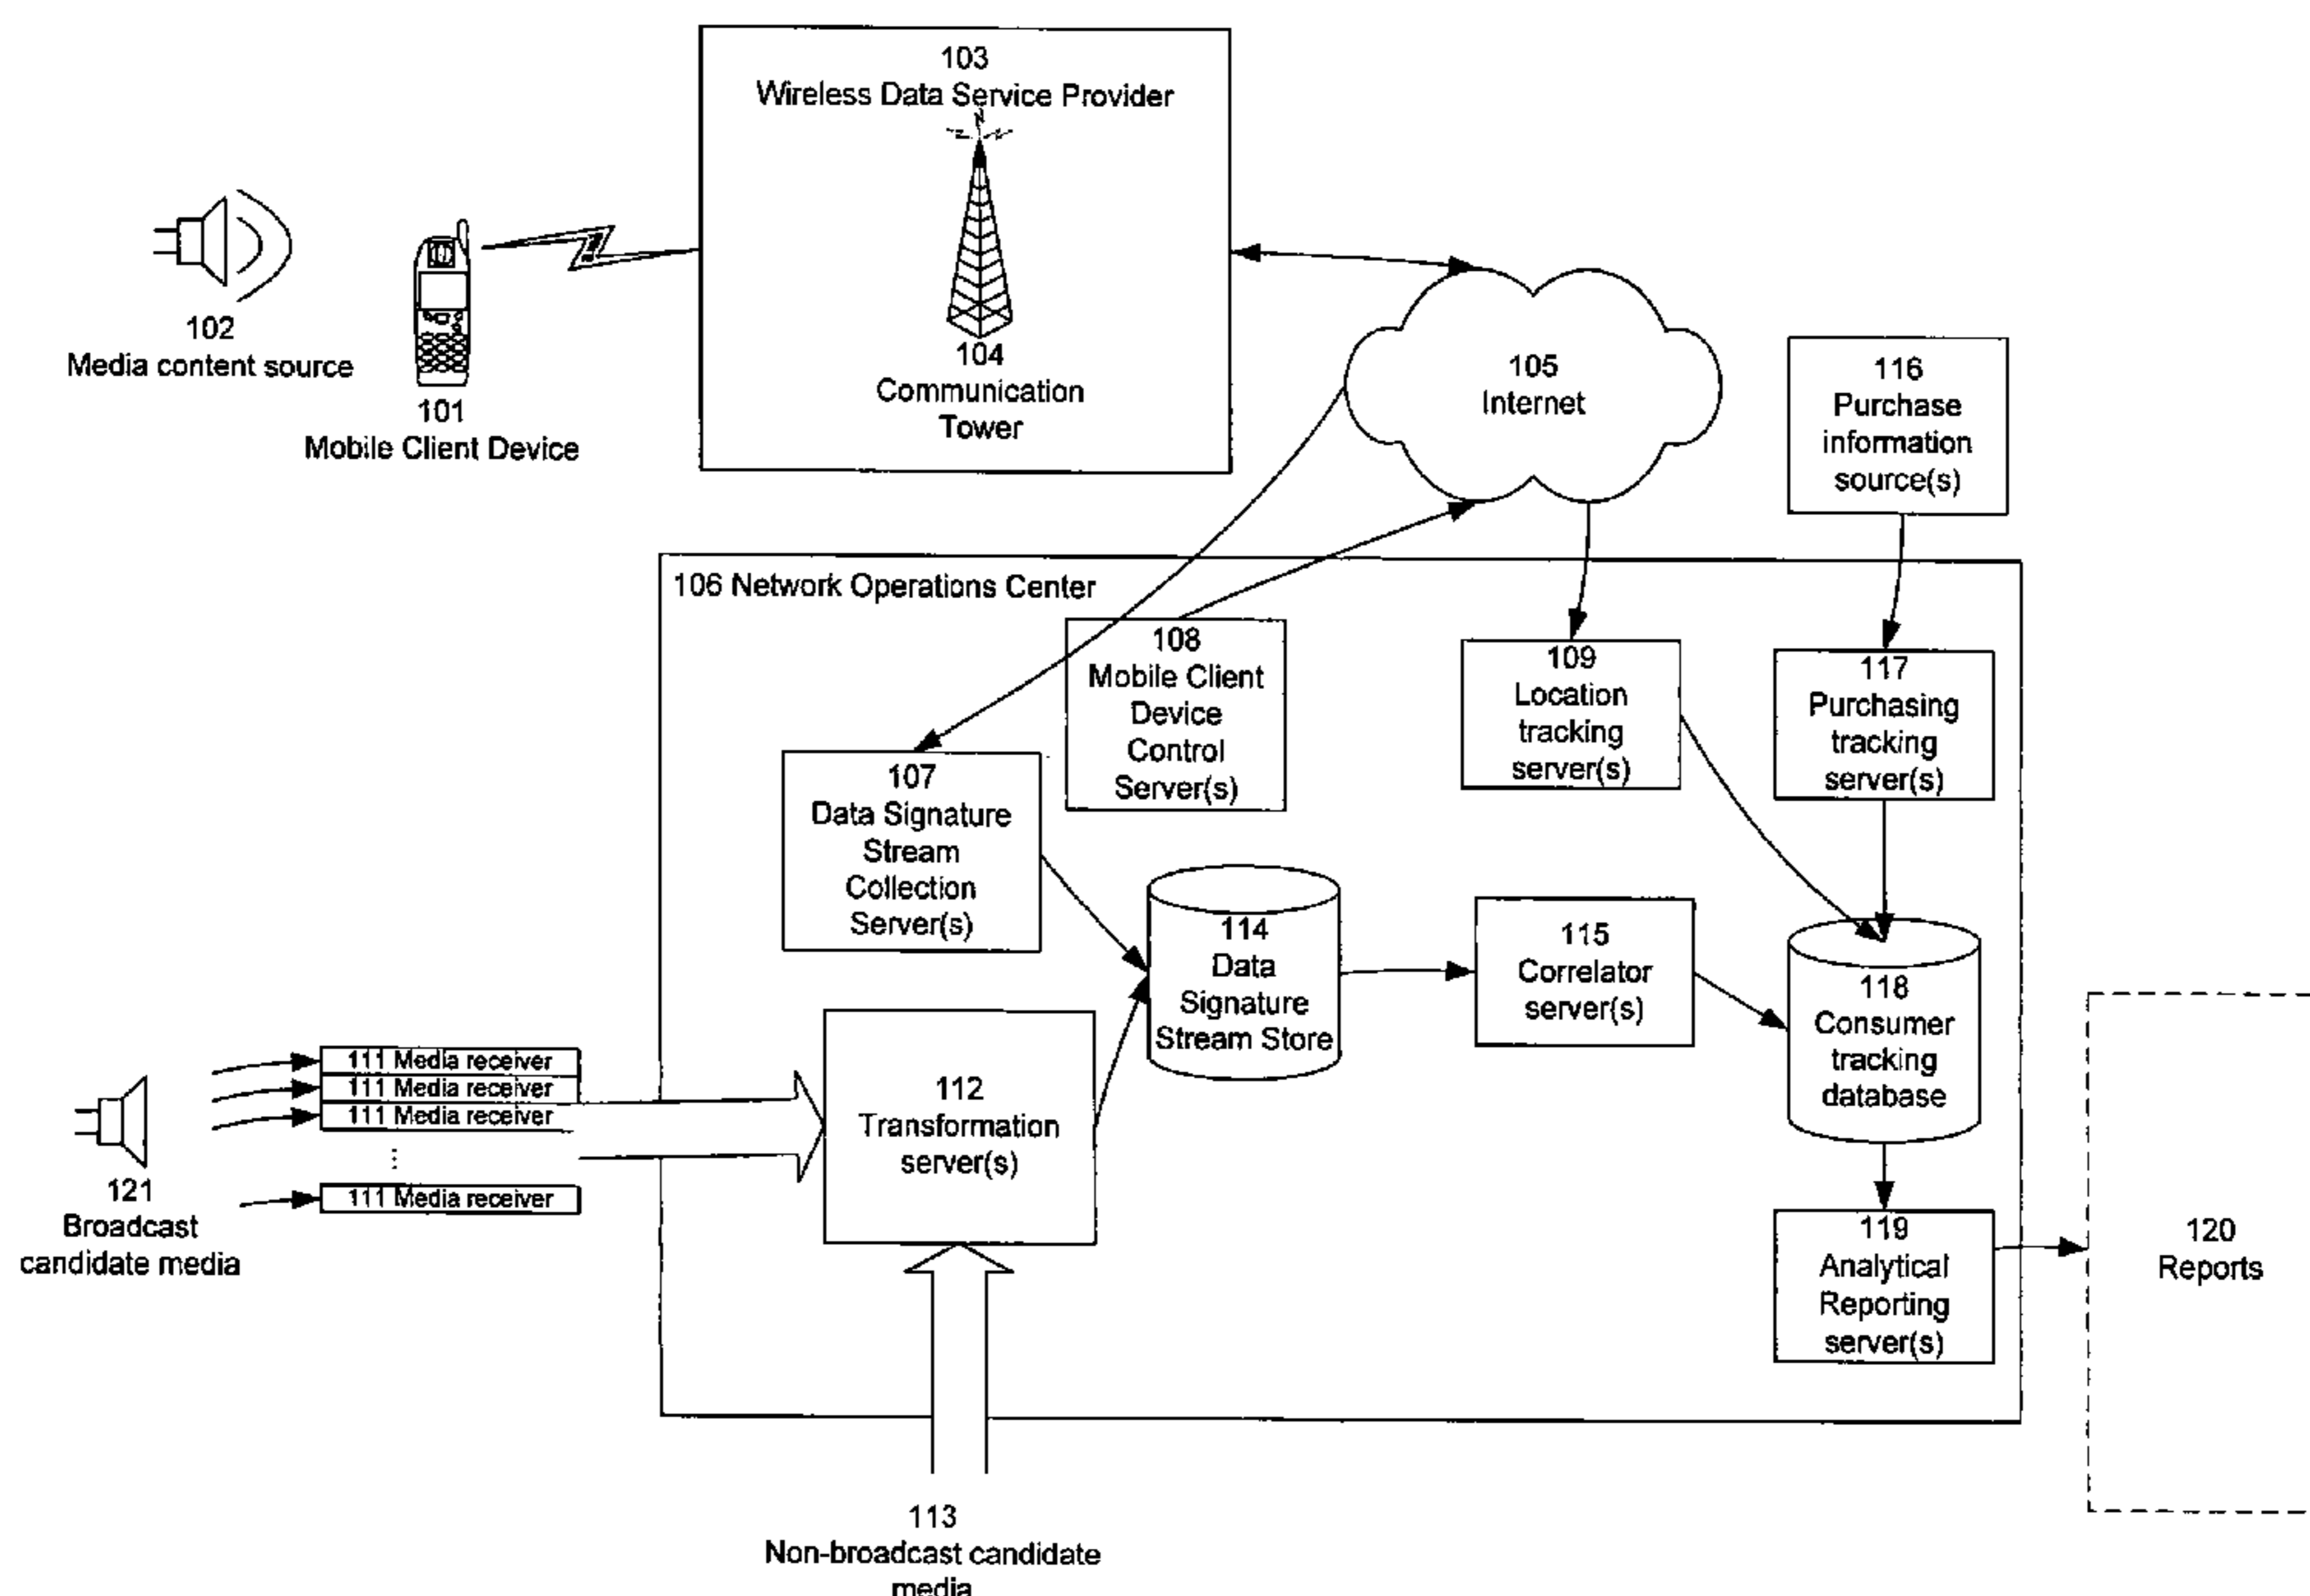 103
Wireless Data Service Provider
104
Communication
Tower
102
Media content source
101
Mobile Client Device
105
Internet
116
Purchase
information
source(s)
106 Network Operations Center
108
Mobile Client
Device
Control
Server(s)
109
Location
tracking
server(s)
117
Purchasing
tracking
server(s)
107
Data Signature
Stream
Collection
Server(s)
114
Data
Signature
Stream Store
115
Correlator
server(s)
118
Consumer
tracking
database
111 Media receiver
111 Media receiver
111 Media receiver
111 Media receiver
121
Broadcast
candidate media
112
Transformation
server(s)
119
Analytical
Reporting
server(s)
120
Reports
113
Non-broadcast candidate
media